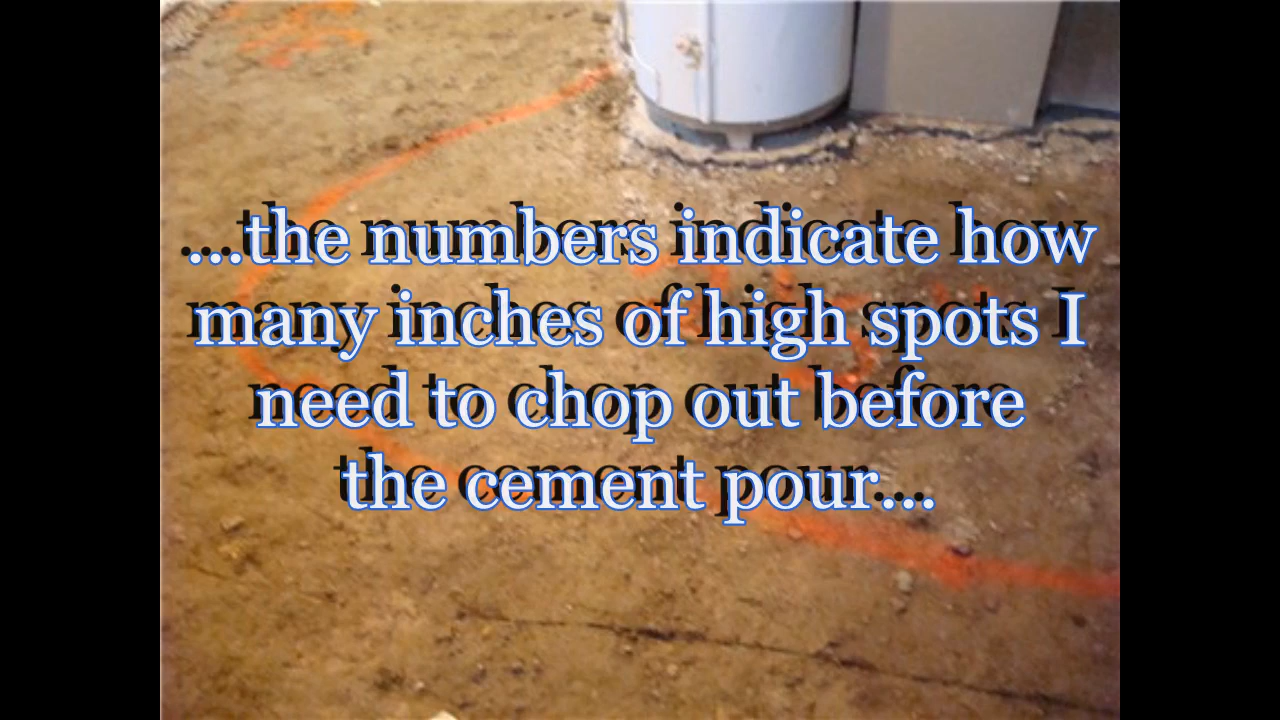 ...the numbers indicate how
many inches of high spots I
need to chop out before
the cement pour...